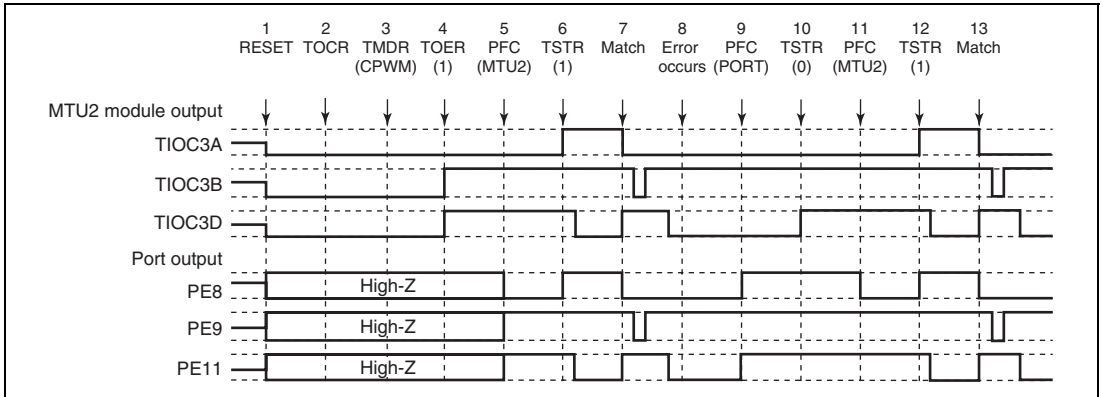 1 2 3 4 5 6 7 8 9 10 11 12 13
RESET TOCR TMDR TOER PFC TSTR Match Error PFC TSTR PFC TSTR Match
(CPWM) (1) (MTU2) (1) occurs (PORT) (0) (MTU2) (1)
MTU2 module output
TIOC3A
TIOC3B
TIOC3D
Port output
PE8 High-Z
PE9 High-Z
PE11 High-Z